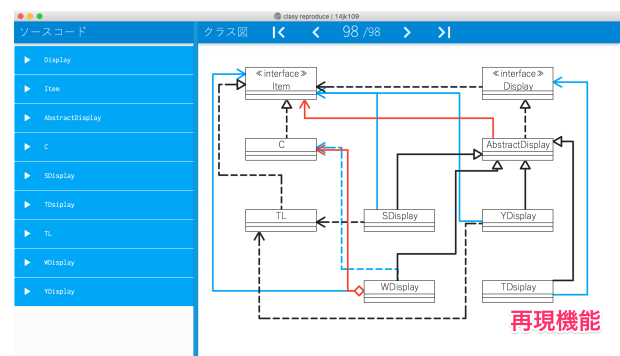 clasy reproduce | 14jk109
ソースコード
クラス図
98 /98
Display
Item
AbstractDisplay
C
SDisplay
TDsiplay
TL
WDisplay
YDisplay
≪interface≫
Item
≪interface≫
Display
C
AbstractDisplay
TL
SDisplay
YDisplay
WDisplay
TDsiplay
再現機能